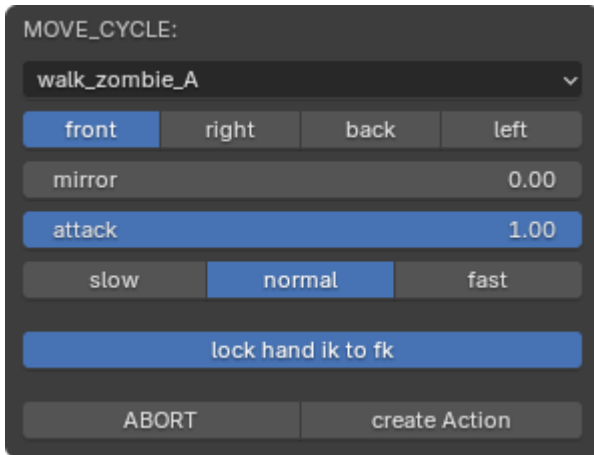 MOVE_CYCLE:
walk_zombie_A
front right back left
mirror 0.00
attack 1.00
slow normal fast
lock hand ik to fk
ABORT create Action